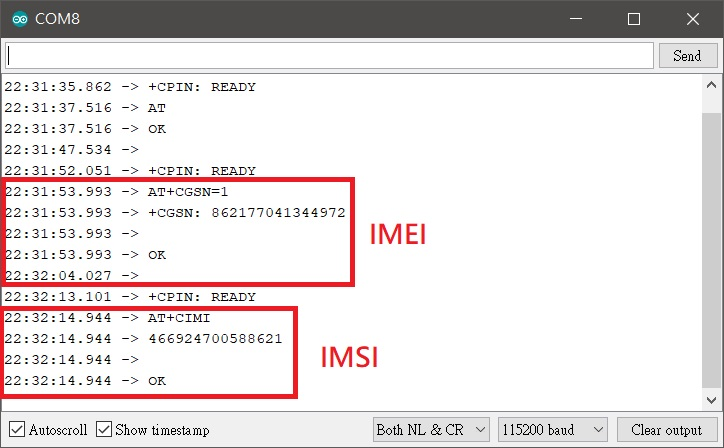 COM8
Send
22:31:35.862 -> +CPIN: READY
22:31:37.516 -> AT
22:31:37.516 -> OK
22:31:47.534 ->
22:31:52.051 -> +CPIN: READY
22:31:53.993 -> AT+CGSN=1
22:31:53.993 -> +CGSN: 862177041344972
IMEI
22:31:53.993 ->
22:31:53.993 -> OK
22:32:04.027 ->
22:32:13.101 -> +CPIN: READY
22:32:14.944 -> AT+CIMI
22:32:14.944 -> 466924700588621
IMSI
22:32:14.944 ->
22:32:14.944 -> OK
Autoscroll Show timestamp Both NL & CR 115200 baud Clear output